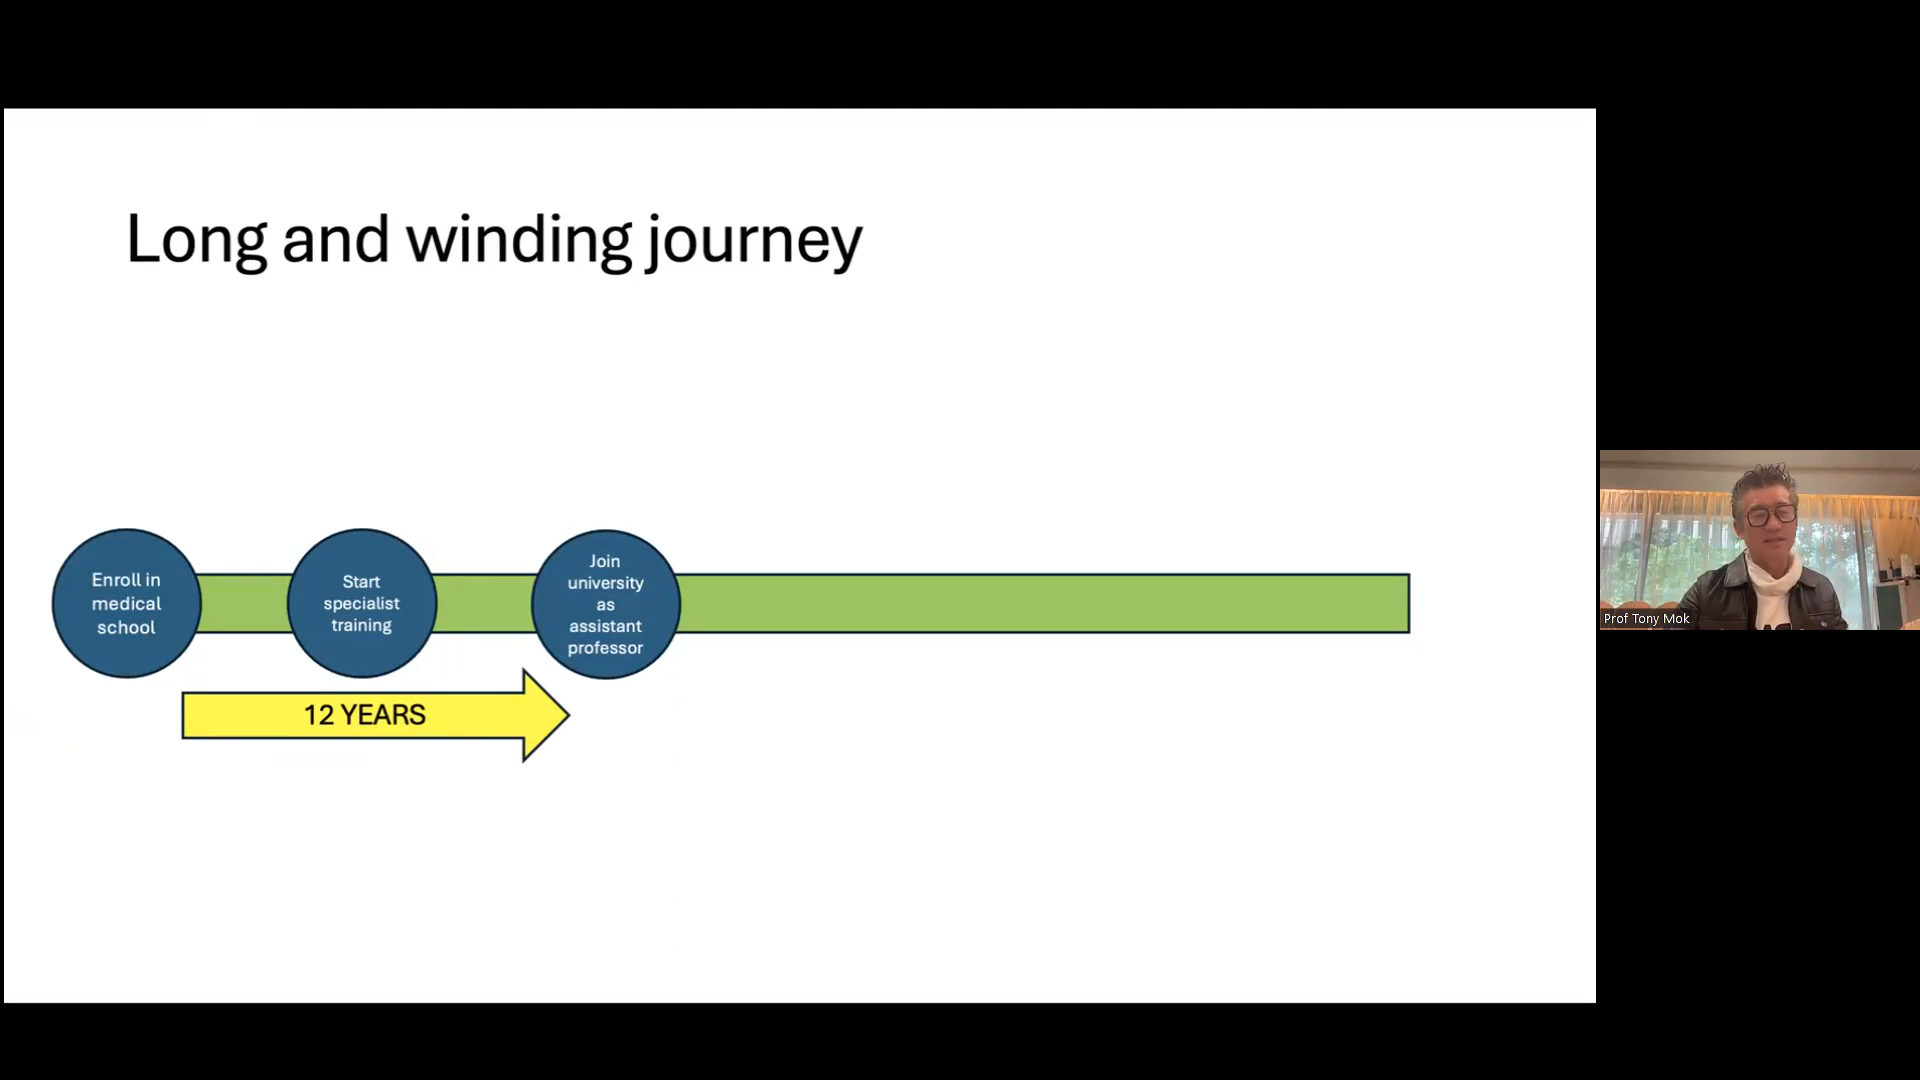 Long and winding journey
Enroll in
medical
school
Start
specialist
training
Join
university
as
assistant
professor
12 YEARS
Prof Tony Mok